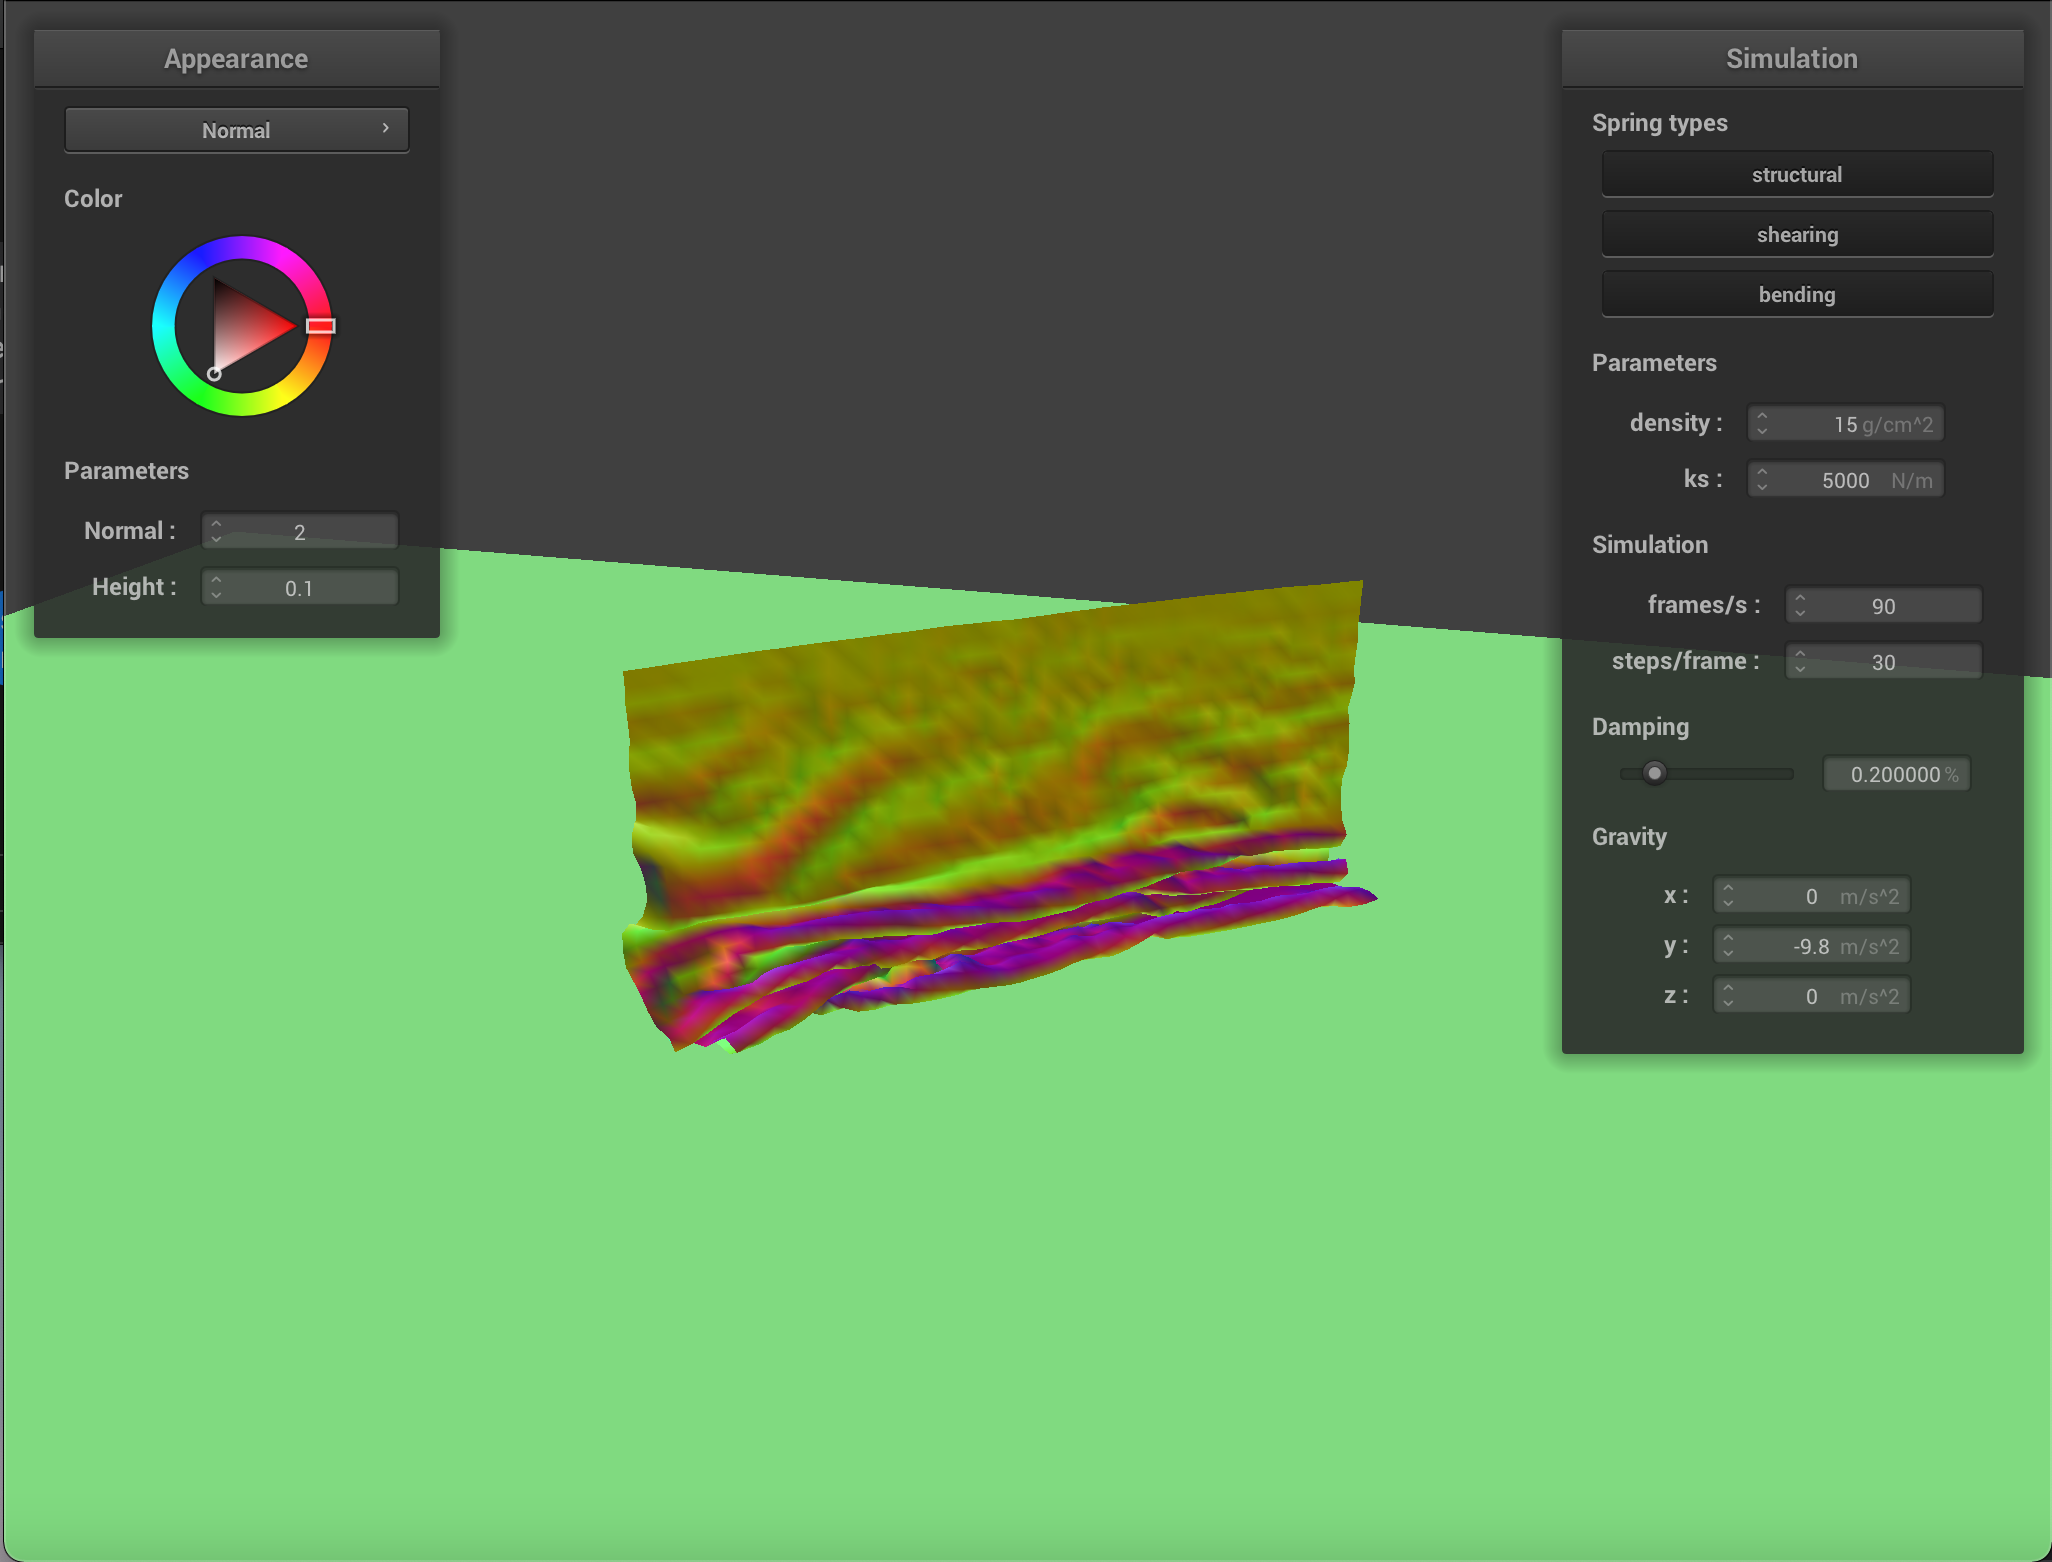 Appearance
Normal
Color
Parameters
Normal :
2
Height :
0.1
Simulation
Spring types
structural
shearing
bending
Parameters
density :
15 g/cm^2
ks :
5000 N/m
Simulation
frames/s :
90
steps/frame :
30
Damping
0.200000 %
Gravity
x :
0 m/s^2
y :
-9.8 m/s^2
z :
0 m/s^2